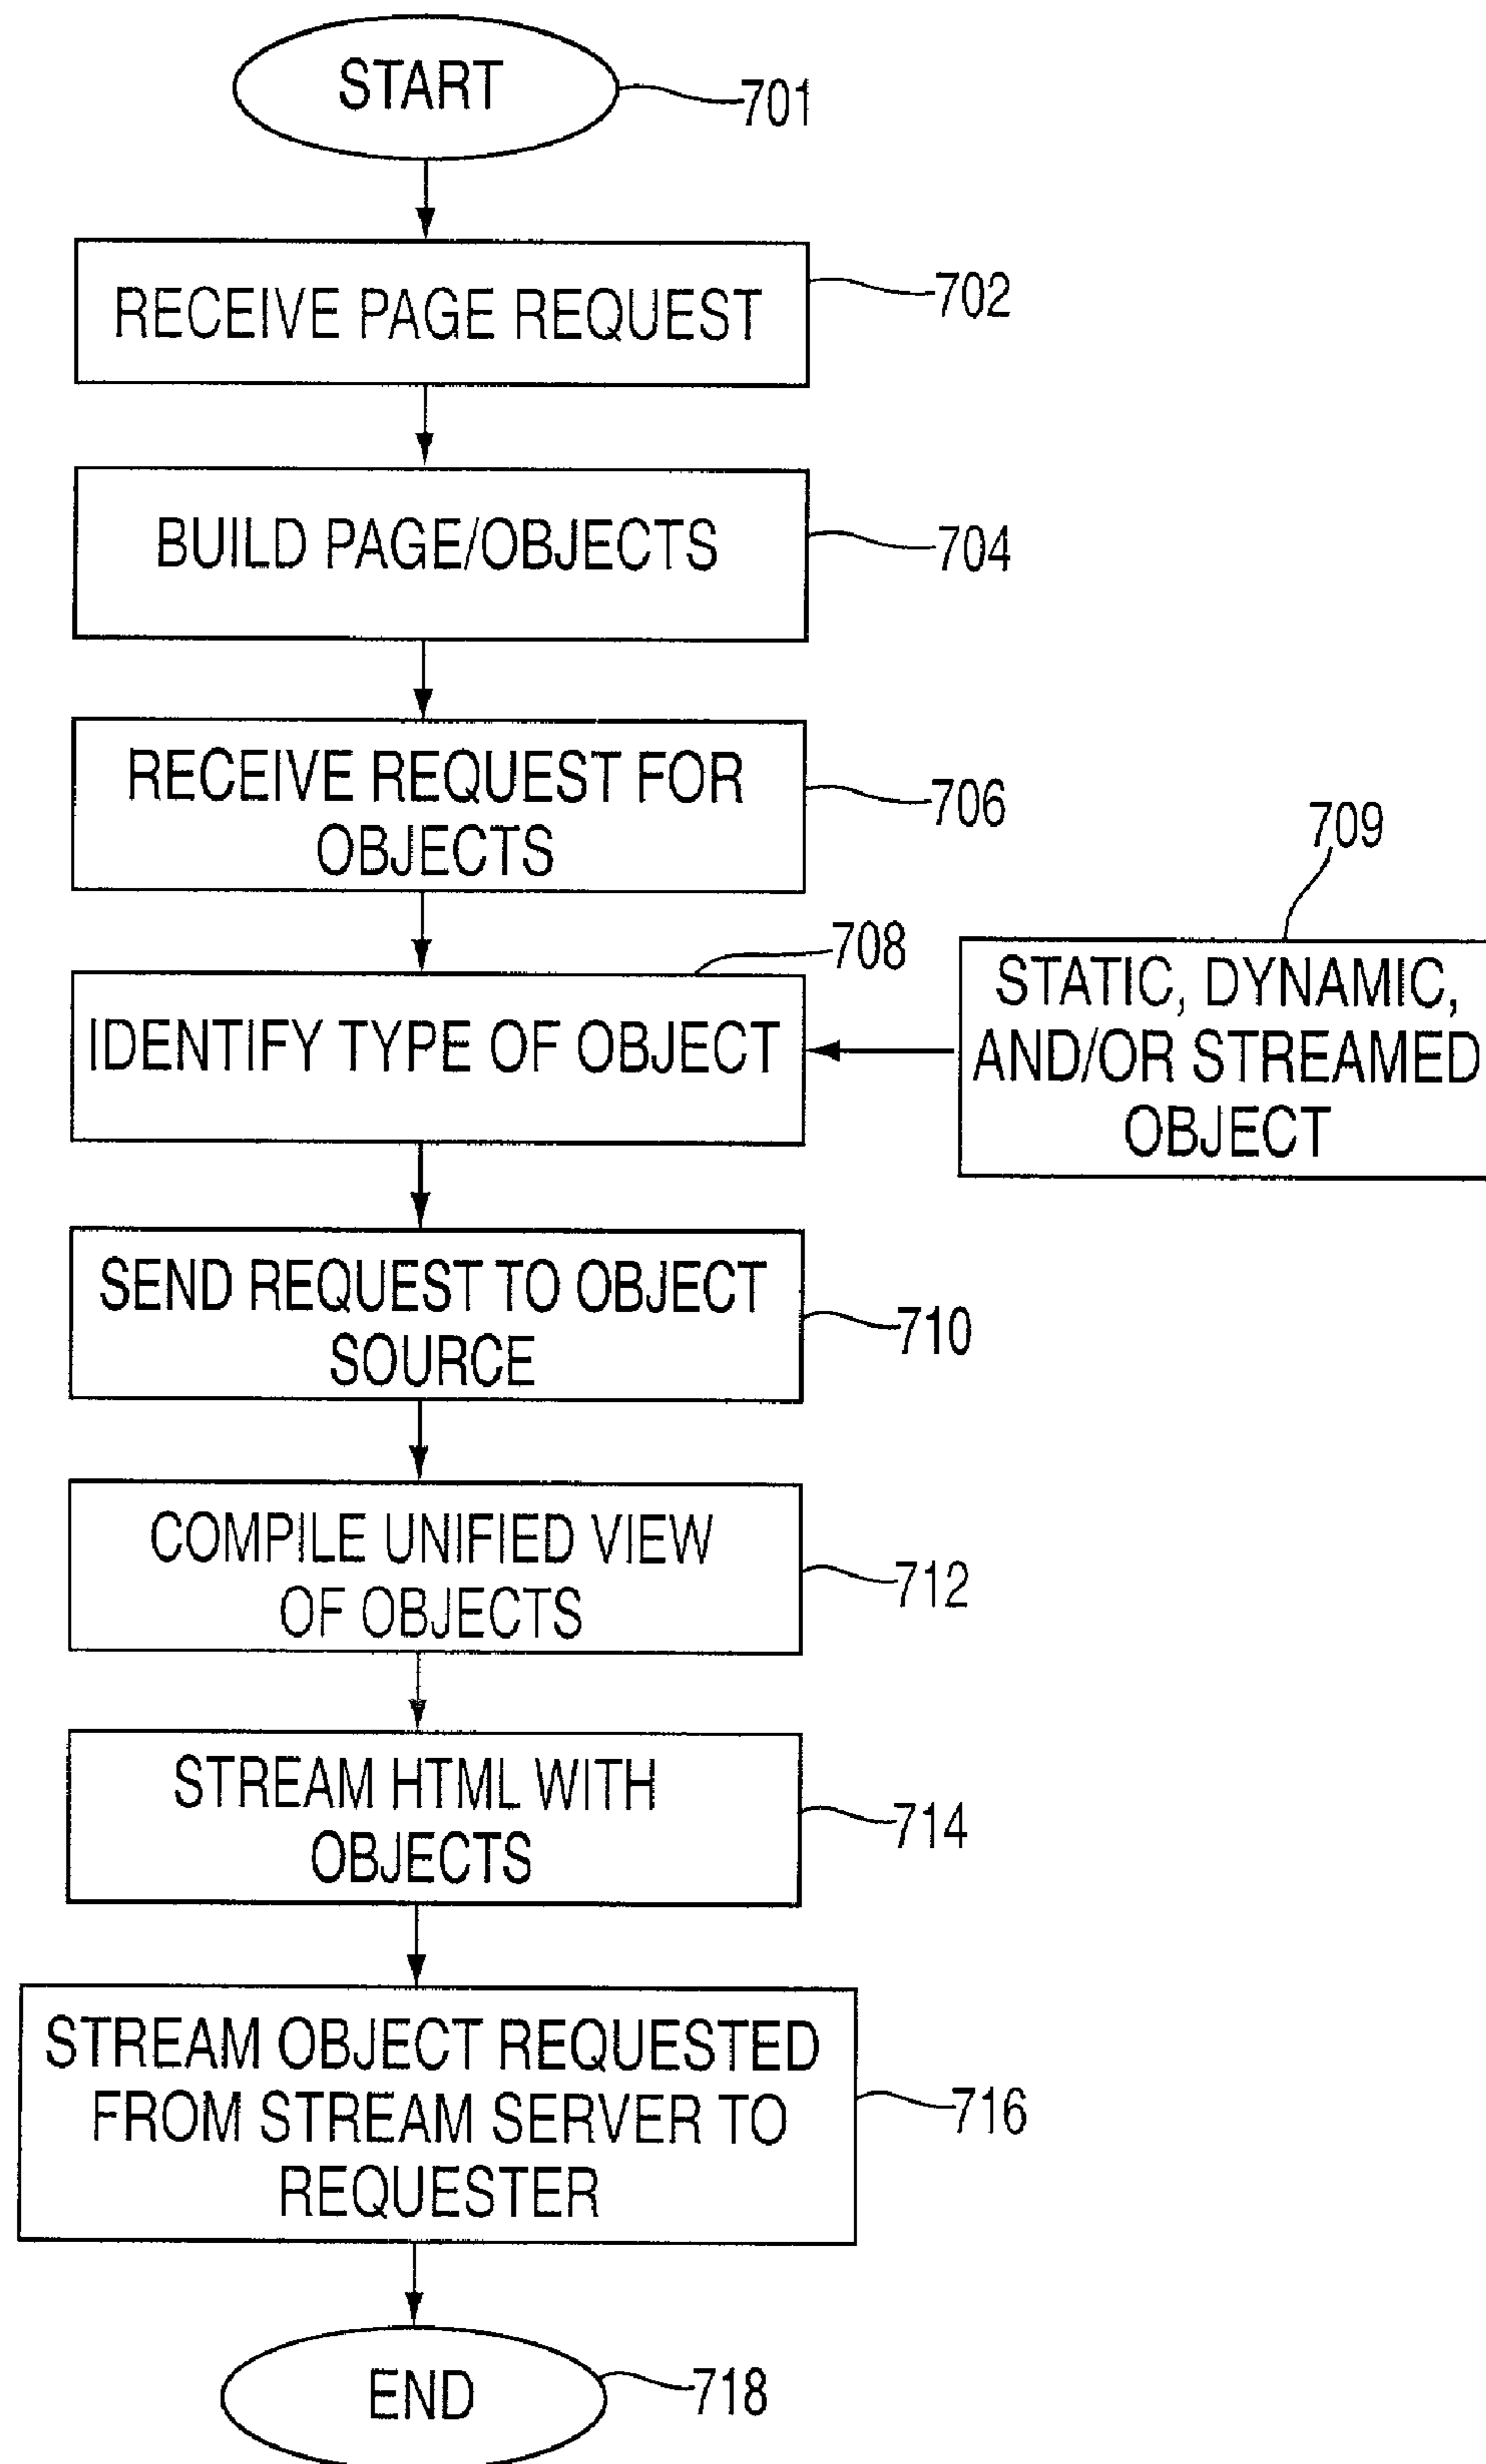 START
701
RECEIVE PAGE REQUEST
702
BUILD PAGE/OBJECTS
704
RECEIVE REQUEST FOR
OBJECTS
706
IDENTIFY TYPE OF OBJECT
708
709
STATIC, DYNAMIC,
AND/OR STREAMED
OBJECT
SEND REQUEST TO OBJECT
SOURCE
710
COMPILE UNIFIED VIEW
OF OBJECTS
712
STREAM HTML WITH
OBJECTS
714
STREAM OBJECT REQUESTED
FROM STREAM SERVER TO
REQUESTER
716
END
718